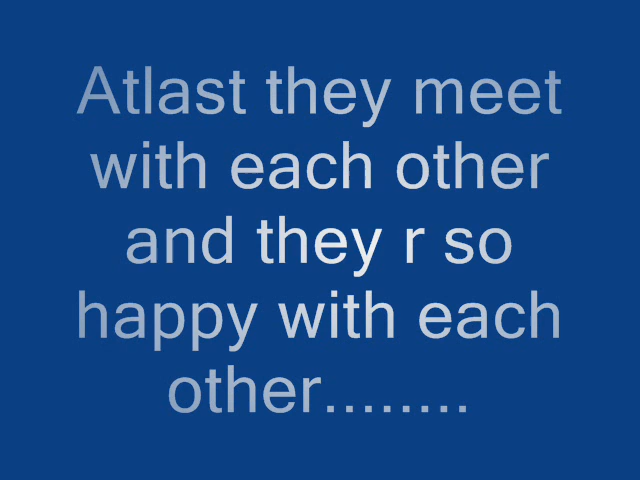 Atlast they meet
with each other
and they r so
happy with each
other........